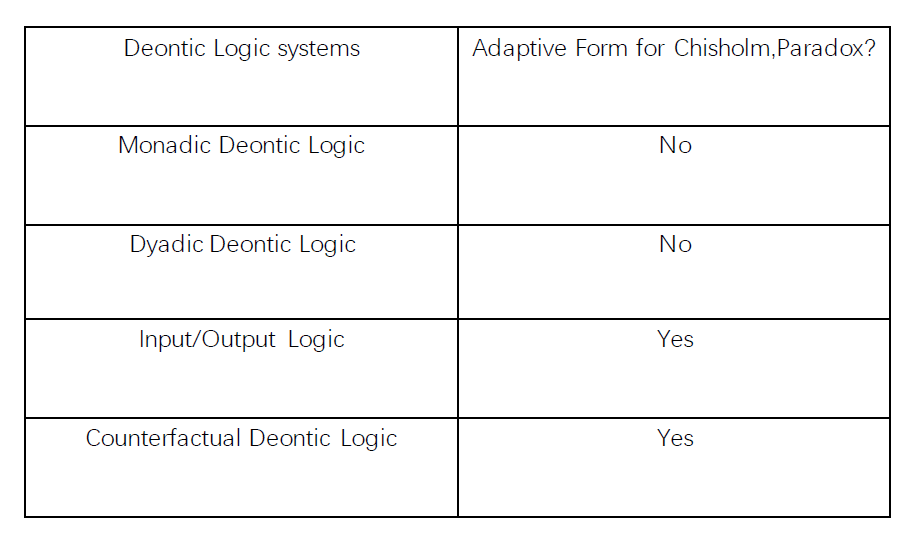 Deontic Logic systems
Adaptive Form for Chisholm,Paradox?
Monadic Deontic Logic
No
Dyadic Deontic Logic
No
Input/Output Logic
Yes
Counterfactual Deontic Logic
Yes